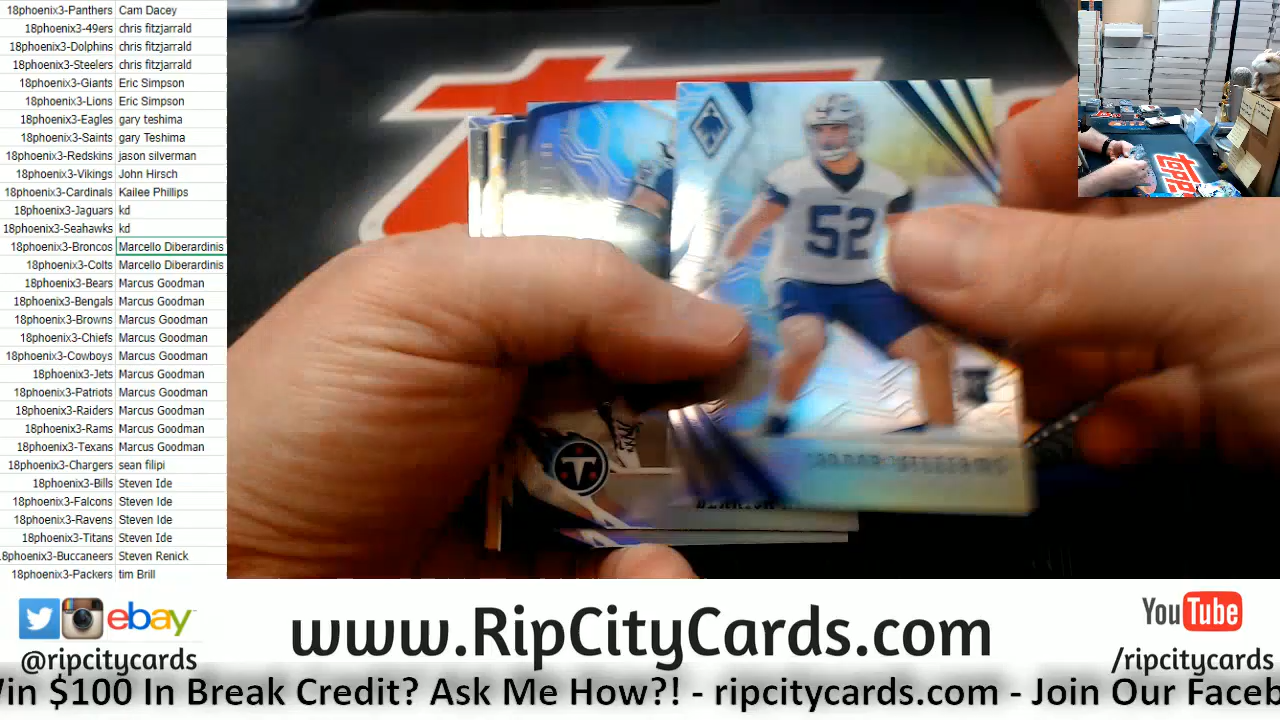 18phoenix3-Panthers Cam Dacey
18phoenix3-49ers chris fitzjarrald
18phoenix3-Dolphins chris fitzjarrald
18phoenix3-Steelers chris fitzjarrald
18phoenix3-Giants Eric Simpson
18phoenix3-Lions Eric Simpson
18phoenix3-Eagles gary teshima
18phoenix3-Saints gary Teshima
18phoenix3-Redskins jason silverman
18phoenix3-Vikings John Hirsch
18phoenix3-Cardinals Kailee Phillips
18phoenix3-Jaguars kd
18phoenix3-Seahawks kd
18phoenix3-Broncos Marcello Diberardinis
18phoenix3-Colts Marcello Diberardinis
18phoenix3-Bears Marcus Goodman
18phoenix3-Bengals Marcus Goodman
18phoenix3-Browns Marcus Goodman
18phoenix3-Chiefs Marcus Goodman
18phoenix3-Cowboys Marcus Goodman
18phoenix3-Jets Marcus Goodman
18phoenix3-Patriots Marcus Goodman
18phoenix3-Raiders Marcus Goodman
18phoenix3-Rams Marcus Goodman
18phoenix3-Texans Marcus Goodman
18phoenix3-Chargers sean filipi
18phoenix3-Bills Steven Ide
18phoenix3-Falcons Steven Ide
18phoenix3-Ravens Steven Ide
18phoenix3-Titans Steven Ide
18phoenix3-Buccaneers Steven Renick
18phoenix3-Packers tim Brill
52
T
topps
ebay
@ripcitycards
www.RipCityCards.com
YouTube
/ripcitycards
Win $100 In Break Credit? Ask Me How?! - ripcitycards.com - Join Our Faceb